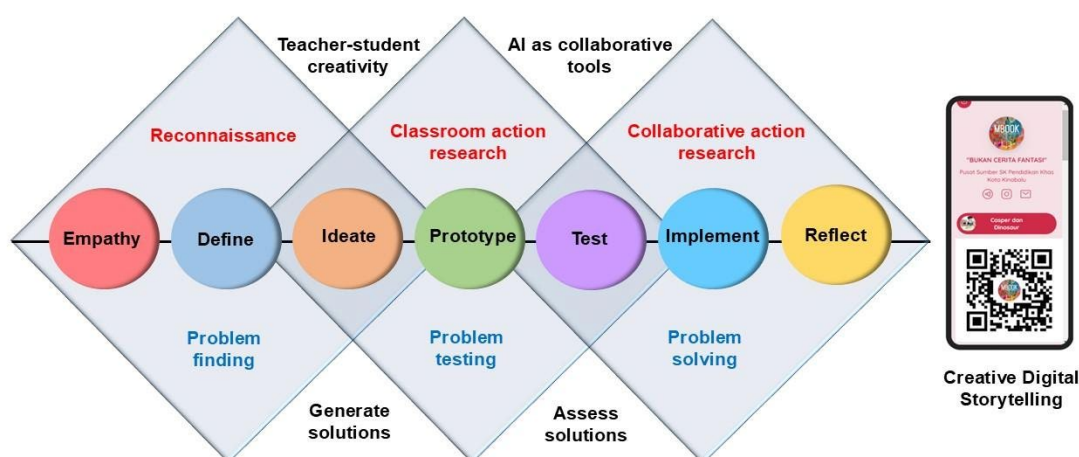 Teacher-student
creativity
AI as collaborative
tools
Reconnaissance
Classroom action
research
Collaborative action
research
Empathy
Define
Ideate
Prototype
Test
Implement
Reflect
Problem
finding
Problem
testing
Problem
solving
Generate
solutions
Assess
solutions
MBOOK
"BUKAN CERITA FANTASI"
Pusat Sumber SK Pendidikan Khas
Kota Kinabalu
Casper dan
Dinosaur
MBOOK
Creative Digital
Storytelling